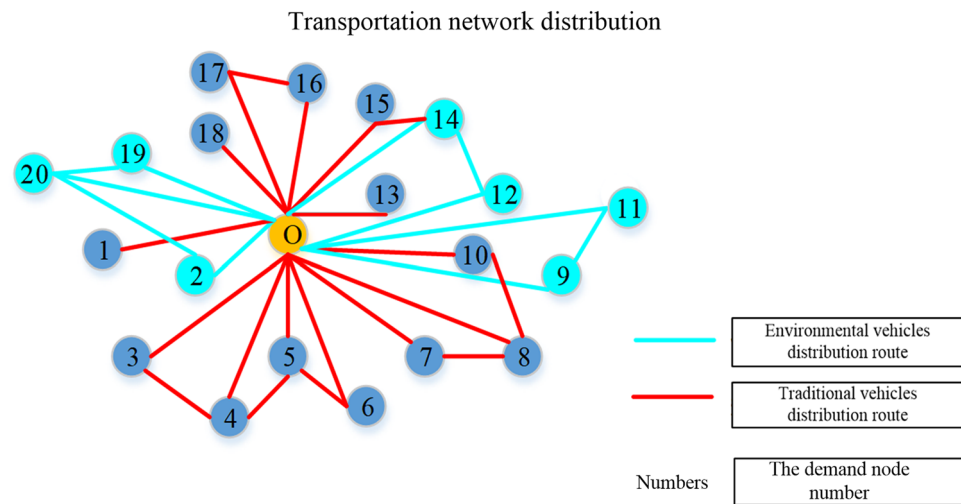 Transportation network distribution
17
16
15
14
18
19
20
13
12
11
O
1
2
10
9
3
5
7
8
4
6
Environmental vehicles
distribution route
Traditional vehicles
distribution route
Numbers
The demand node
number